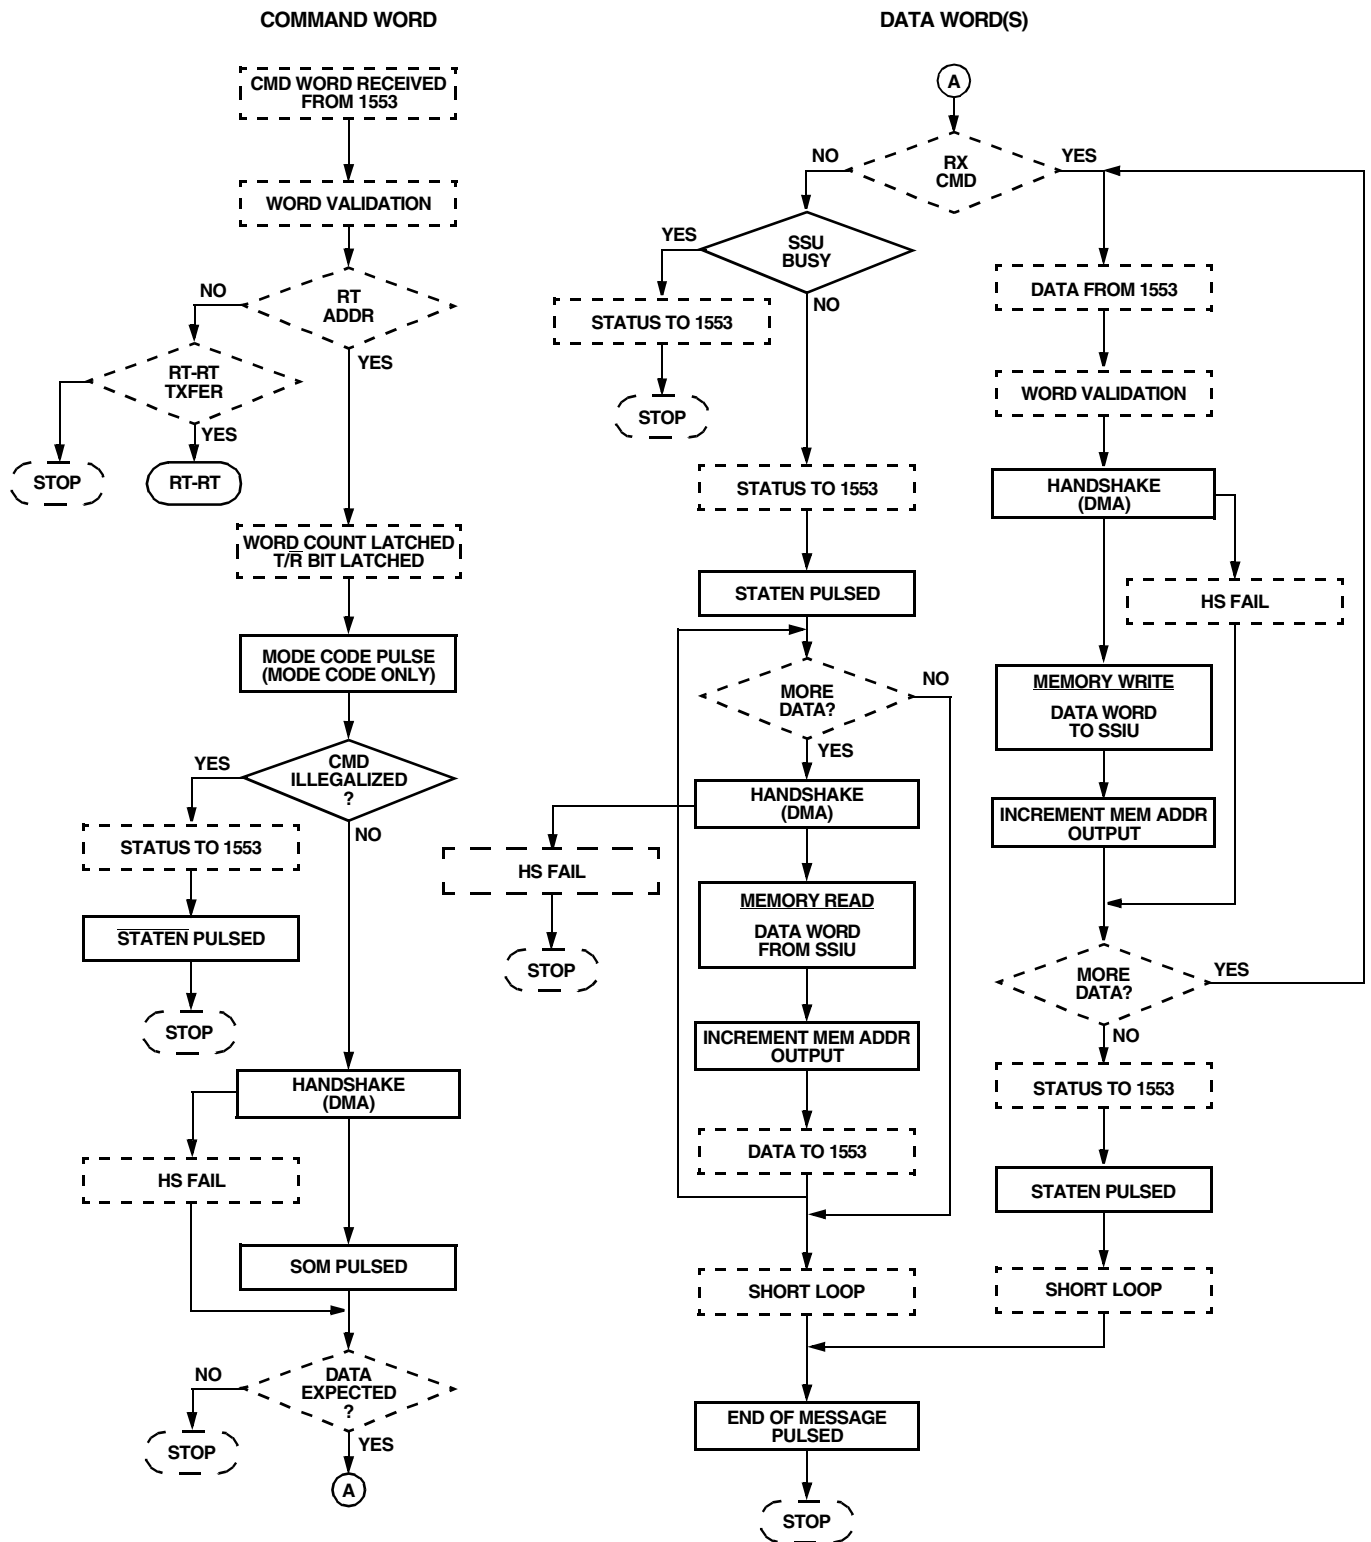 COMMAND WORD
CMD WORD RECEIVED
FROM 1553
WORD VALIDATION
RT
ADDR
NO
YES
RT-RT
TXFER
YES
STOP
RT-RT
WORD COUNT LATCHED
T/R̅ BIT LATCHED
MODE CODE PULSE
(MODE CODE ONLY)
CMD
ILLEGALIZED
?
YES
NO
STATUS TO 1553
S̅T̅A̅T̅E̅N̅ PULSED
STOP
HANDSHAKE
(DMA)
HS FAIL
SOM PULSED
DATA
EXPECTED
?
NO
YES
STOP
A
DATA WORD(S)
A
RX
CMD
NO
YES
SSU
BUSY
YES
NO
STATUS TO 1553
STOP
STATUS TO 1553
STATEN PULSED
MORE
DATA?
NO
YES
HANDSHAKE
(DMA)
HS FAIL
STOP
MEMORY READ
DATA WORD
FROM SSIU
INCREMENT MEM ADDR
OUTPUT
DATA TO 1553
SHORT LOOP
END OF MESSAGE
PULSED
STOP
DATA FROM 1553
WORD VALIDATION
HANDSHAKE
(DMA)
HS FAIL
MEMORY WRITE
DATA WORD
TO SSIU
INCREMENT MEM ADDR
OUTPUT
MORE
DATA?
YES
NO
STATUS TO 1553
STATEN PULSED
SHORT LOOP